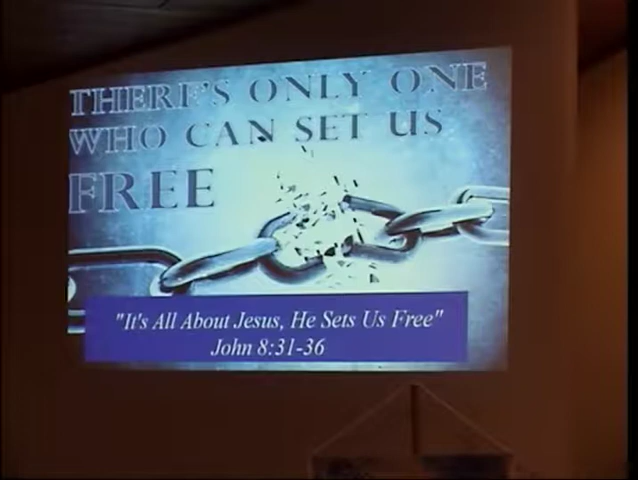 THERE'S ONLY ONE
WHO CAN SET US
FREE
"It's All About Jesus, He Sets Us Free"
John 8:31-36